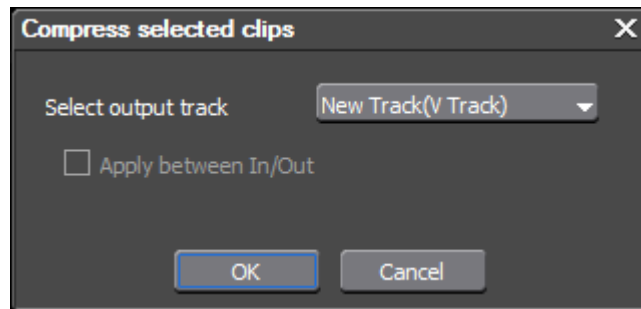 Compress selected clips
Select output track New Track(V Track)
Apply between In/Out
OK Cancel